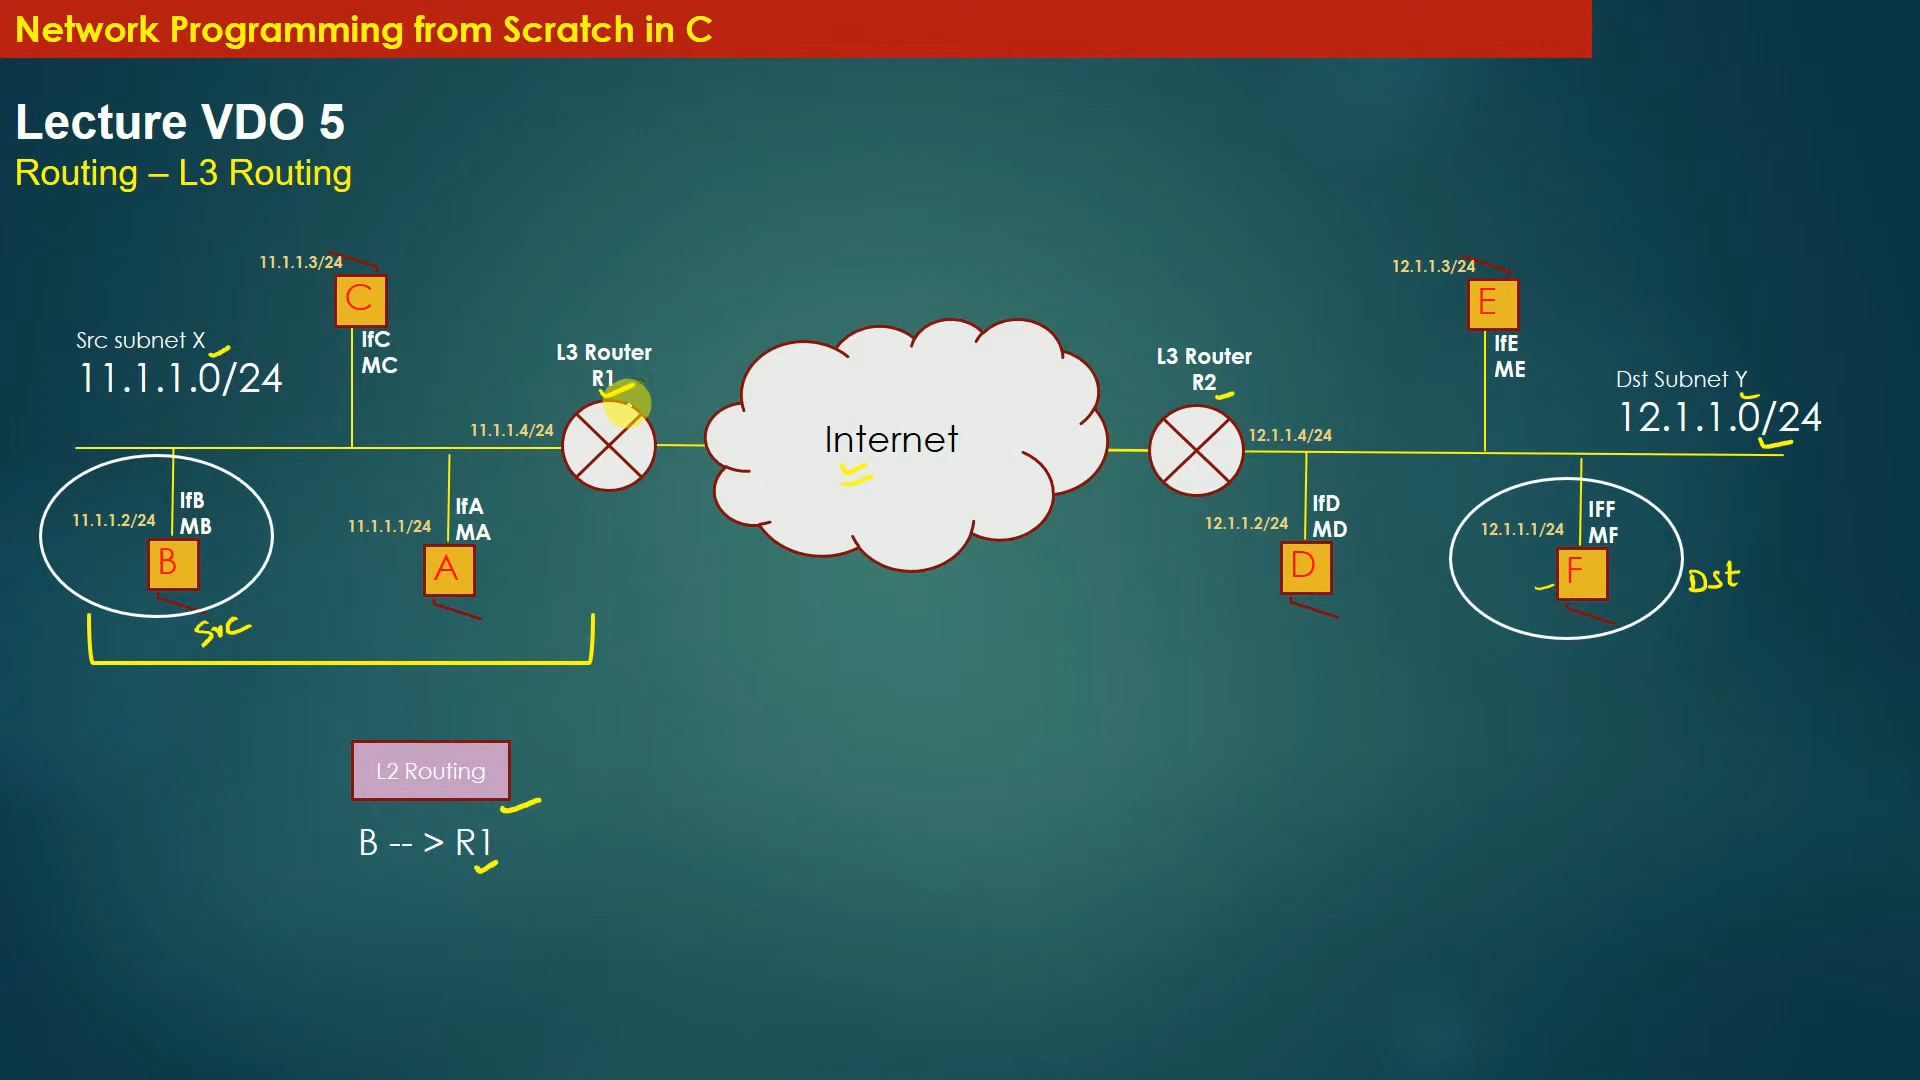 Network Programming from Scratch in C
Lecture VDO 5
Routing – L3 Routing
11.1.1.3/24
C
IfC
MC
Src subnet X
11.1.1.0/24
L3 Router
R1
11.1.1.4/24
IfB
MB
11.1.1.2/24
B
Src
IfA
MA
11.1.1.1/24
A
Internet
L3 Router
R2
12.1.1.4/24
12.1.1.3/24
E
IfE
ME
Dst Subnet Y
12.1.1.0/24
IfD
MD
12.1.1.2/24
D
IFF
MF
12.1.1.1/24
F
Dst
L2 Routing
B -- > R1